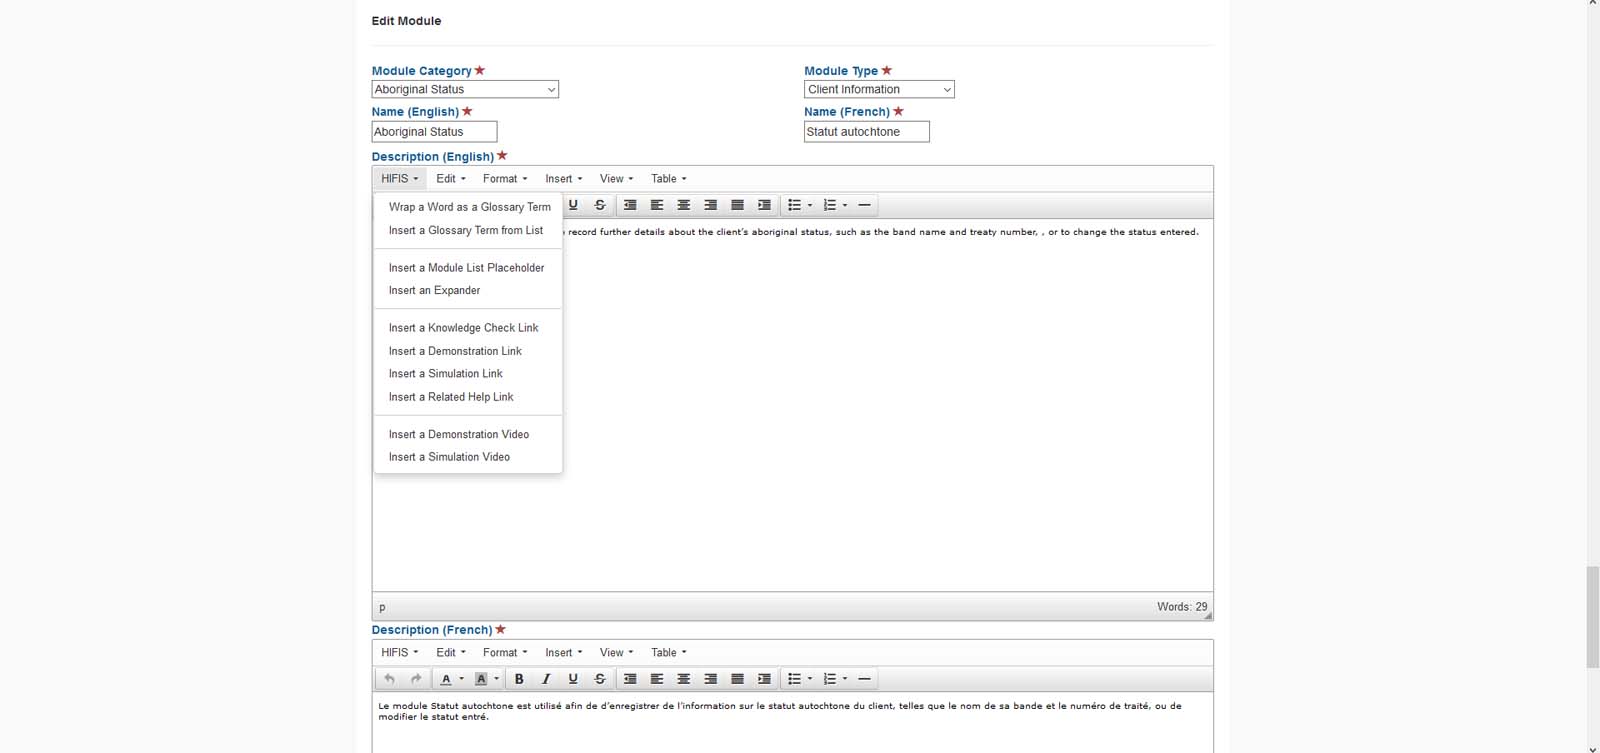 Edit Module
Module Category ★ Module Type ★
Aboriginal Status Client Information
Name (English) ★ Name (French) ★
Aboriginal Status Statut autochtone
Description (English) ★
HIFIS Edit Format Insert View Table
U S
Wrap a Word as a Glossary Term
Insert a Glossary Term from List
record further details about the client's aboriginal status, such as the band name and treaty number, , or to change the status entered.
Insert a Module List Placeholder
Insert an Expander
Insert a Knowledge Check Link
Insert a Demonstration Link
Insert a Simulation Link
Insert a Related Help Link
Insert a Demonstration Video
Insert a Simulation Video
p Words: 29
Description (French) ★
HIFIS Edit Format Insert View Table
A A B I U S
Le module Statut autochtone est utilisé afin de d'enregistrer de l'information sur le statut autochtone du client, telles que le nom de sa bande et le numéro de traité, ou de
modifier le statut entré.